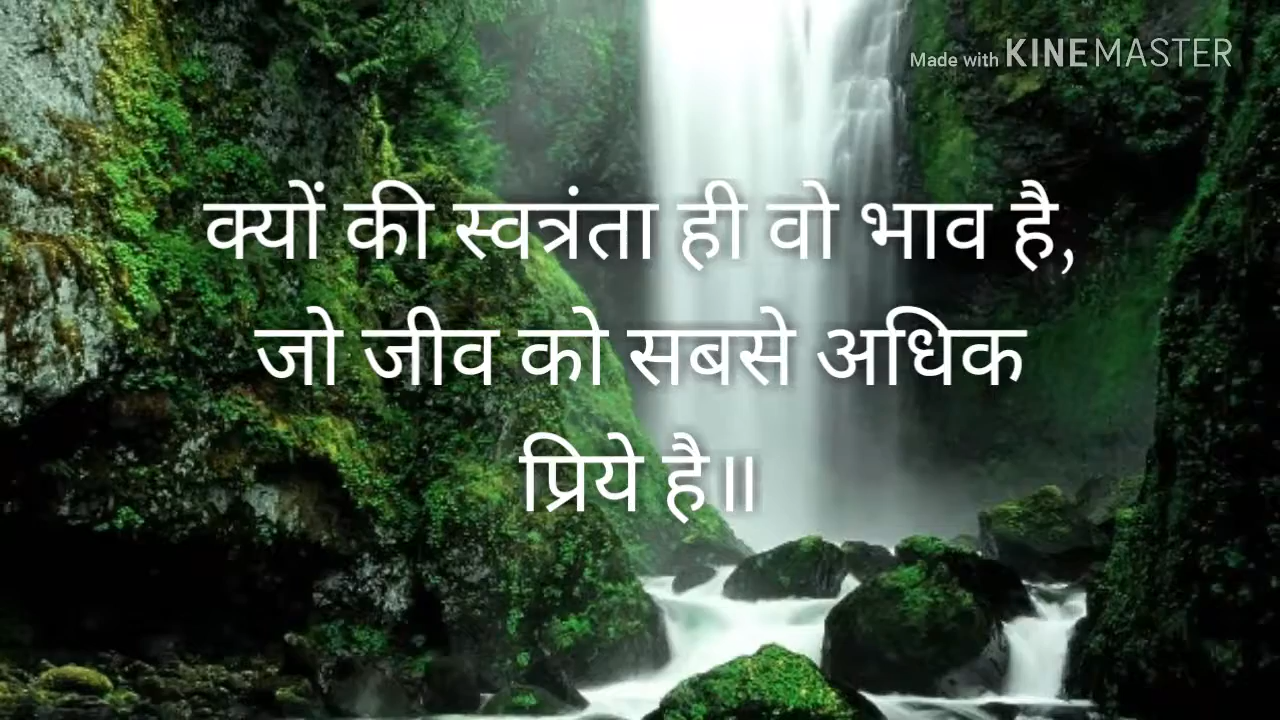 Made with KINEMASTER
क्यों की स्वत्रंता ही वो भाव है,
जो जीव को सबसे अधिक
प्रिये है॥